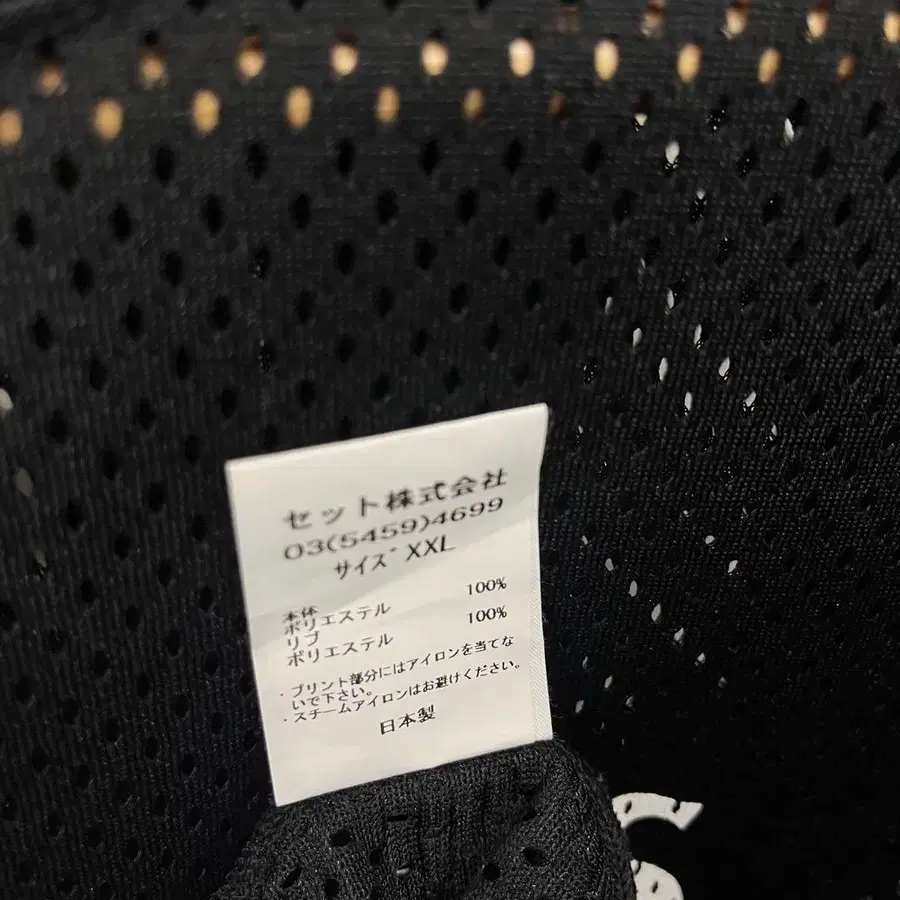 セット株式会社
03(5459)4699
サイズ XXL
本体
ポリエステル 100%
リブ
ポリエステル 100%
・プリント部分にはアイロンを当てな
いで下さい。
・スチームアイロンはお避けください。
日本製